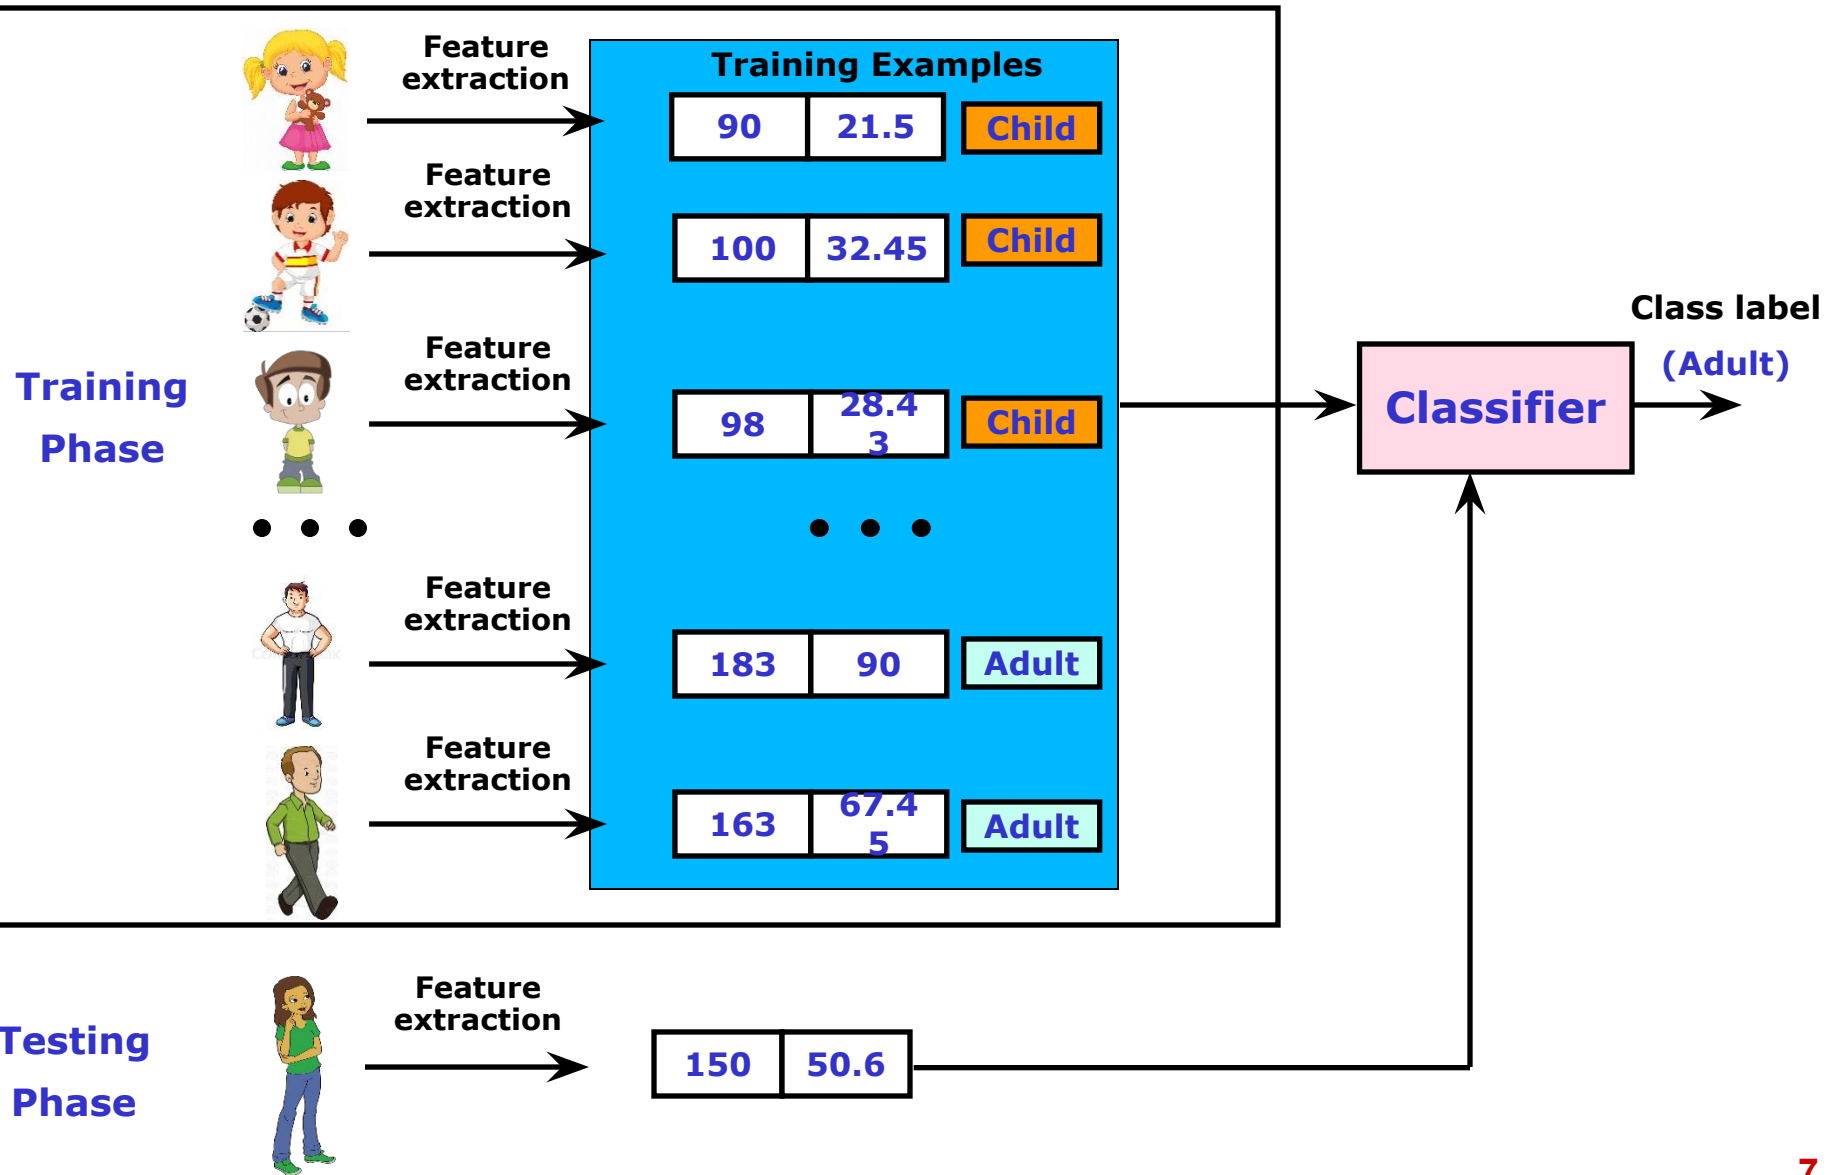 Feature
extraction
Training Examples
90 21.5 Child
Feature
extraction
100 32.45 Child
Class label
(Adult)
Training
Phase
Feature
extraction
98 28.4
3 Child
Classifier
Feature
extraction
183 90 Adult
Feature
extraction
163 67.4
5 Adult
Testing
Phase
Feature
extraction
150 50.6
7